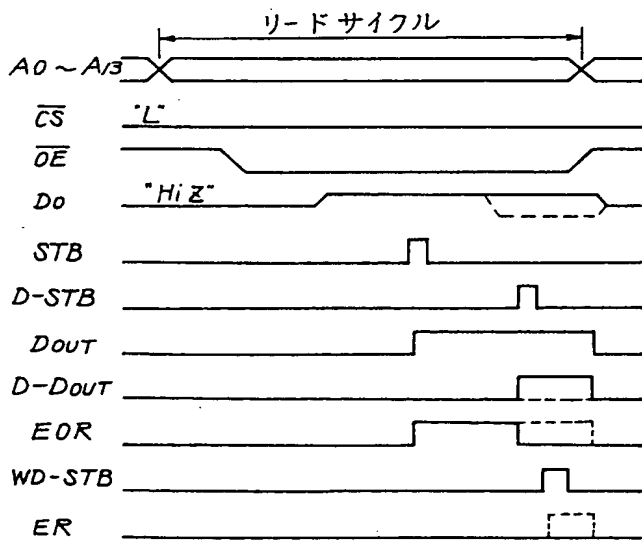 リードサイクル
A0～A13
CS "L"
OE
Do "Hi Z"
STB
D-STB
DOUT
D-DOUT
EOR
WD-STB
ER